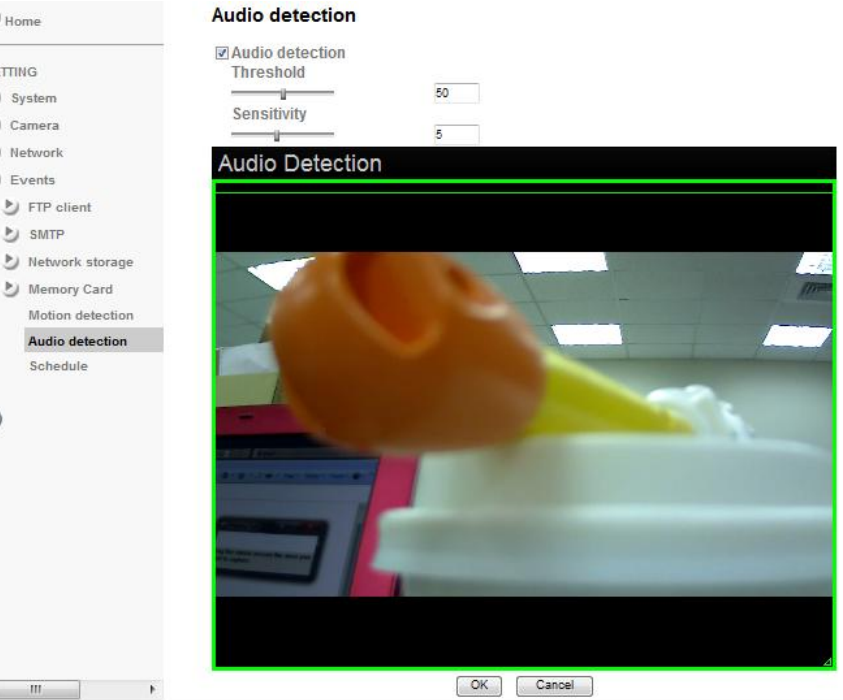 Home
TTING
System
Camera
Network
Events
FTP client
SMTP
Network storage
Memory Card
Motion detection
Audio detection
Schedule
Audio detection
Audio detection
Threshold
50
Sensitivity
5
Audio Detection
OK
Cancel